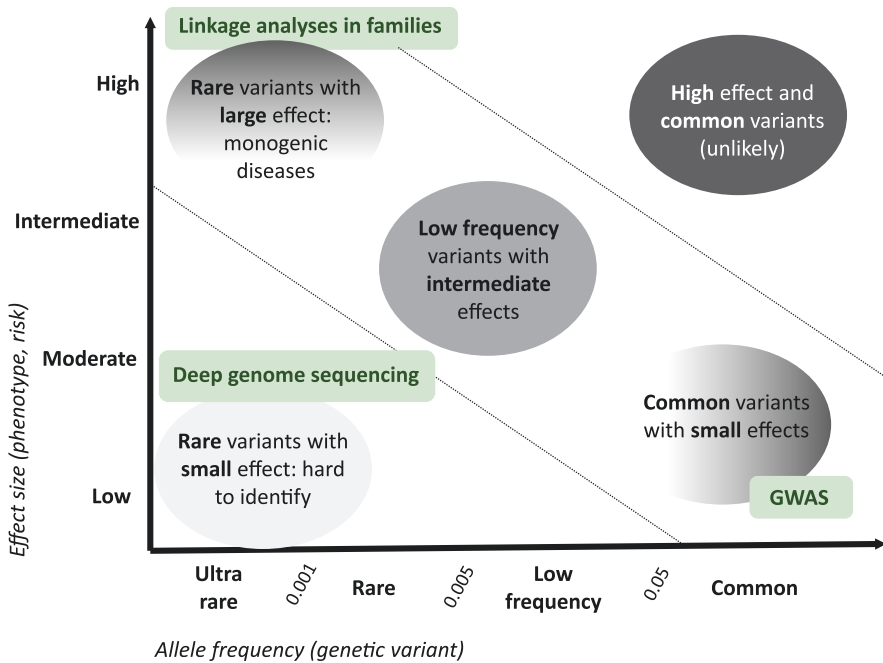 Linkage analyses in families
High
Rare variants with
large effect:
monogenic
diseases
High effect and
common variants
(unlikely)
Intermediate
Low frequency
variants with
intermediate
effects
Effect size (phenotype, risk)
Moderate
Deep genome sequencing
Common variants
with small effects
Rare variants with
small effect: hard
to identify
Low
GWAS
Ultra
rare
0.001
Rare
0.005
Low
frequency
0.05
Common
Allele frequency (genetic variant)